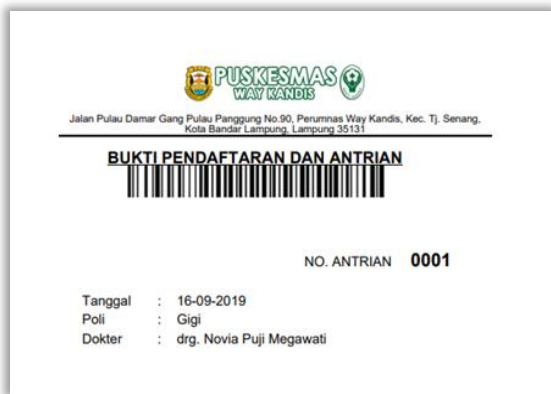 PUSKESMAS
WAY KANDIS
Jalan Pulau Damar Gang Pulau Panggung No.90, Perumnas Way Kandis, Kec. Tj. Senang,
Kota Bandar Lampung, Lampung 35131
BUKTI PENDAFTARAN DAN ANTRIAN
NO. ANTRIAN 0001
Tanggal : 16-09-2019
Poli : Gigi
Dokter : drg. Novia Puji Megawati